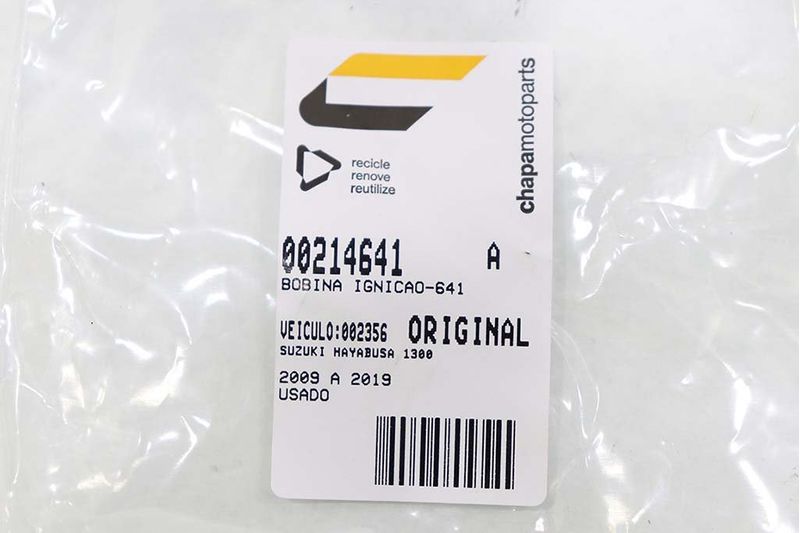 recicle
renove
reutilize
chapamotoparts
00214641 A
BOBINA IGNICAO-641
VEICULO:002356 ORIGINAL
SUZUKI HAYABUSA 1300
2009 A 2019
USADO